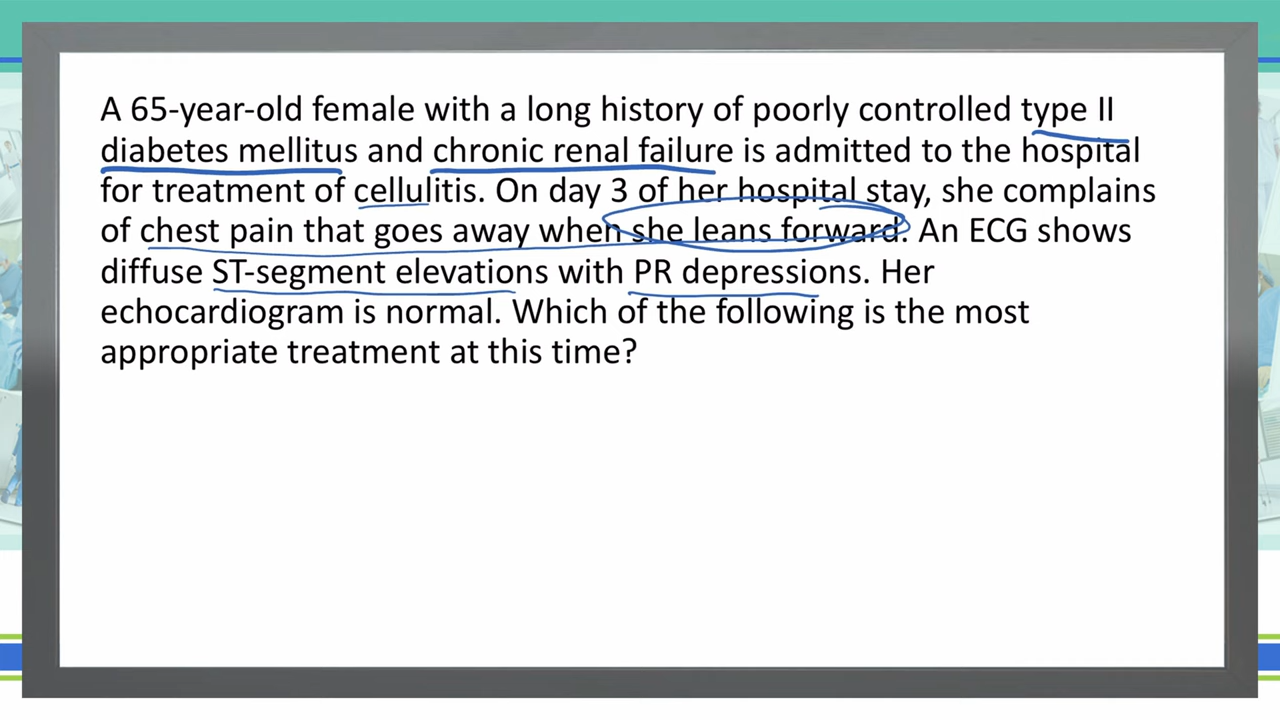 A 65-year-old female with a long history of poorly controlled type II
diabetes mellitus and chronic renal failure is admitted to the hospital
for treatment of cellulitis. On day 3 of her hospital stay, she complains
of chest pain that goes away when she leans forward. An ECG shows
diffuse ST-segment elevations with PR depressions. Her
echocardiogram is normal. Which of the following is the most
appropriate treatment at this time?